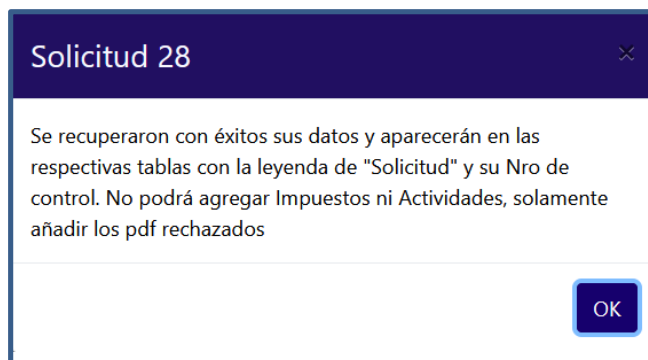 Solicitud 28
×
Se recuperaron con éxitos sus datos y aparecerán en las
respectivas tablas con la leyenda de "Solicitud" y su Nro de
control. No podrá agregar Impuestos ni Actividades, solamente
añadir los pdf rechazados
OK